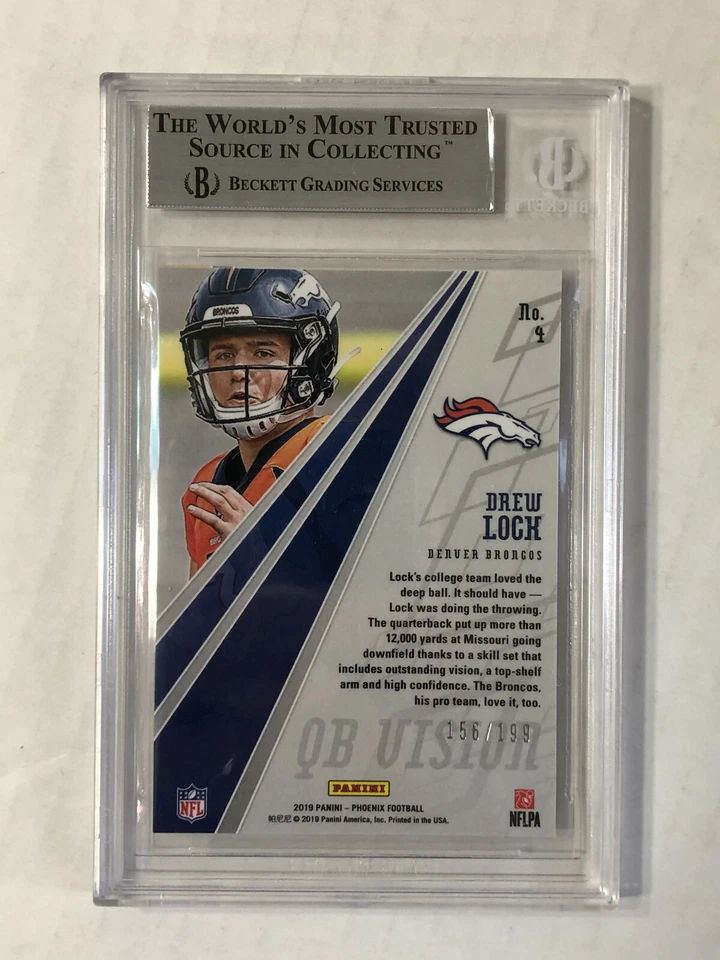 THE WORLD'S MOST TRUSTED
SOURCE IN COLLECTING™
B BECKETT GRADING SERVICES
BECKETT
BRONCOS
No.
4
DREW
LOCK
DENVER BRONCOS
Lock's college team loved the
deep ball. It should have —
Lock was doing the throwing.
The quarterback put up more than
12,000 yards at Missouri going
downfield thanks to a skill set that
includes outstanding vision, a top-shelf
arm and high confidence. The Broncos,
his pro team, love it, too.
QB VISION
156/199
PANINI
2019 PANINI – PHOENIX FOOTBALL
帕尼尼 © 2019 Panini America, Inc. Printed in the USA.
NFL
NFLPA